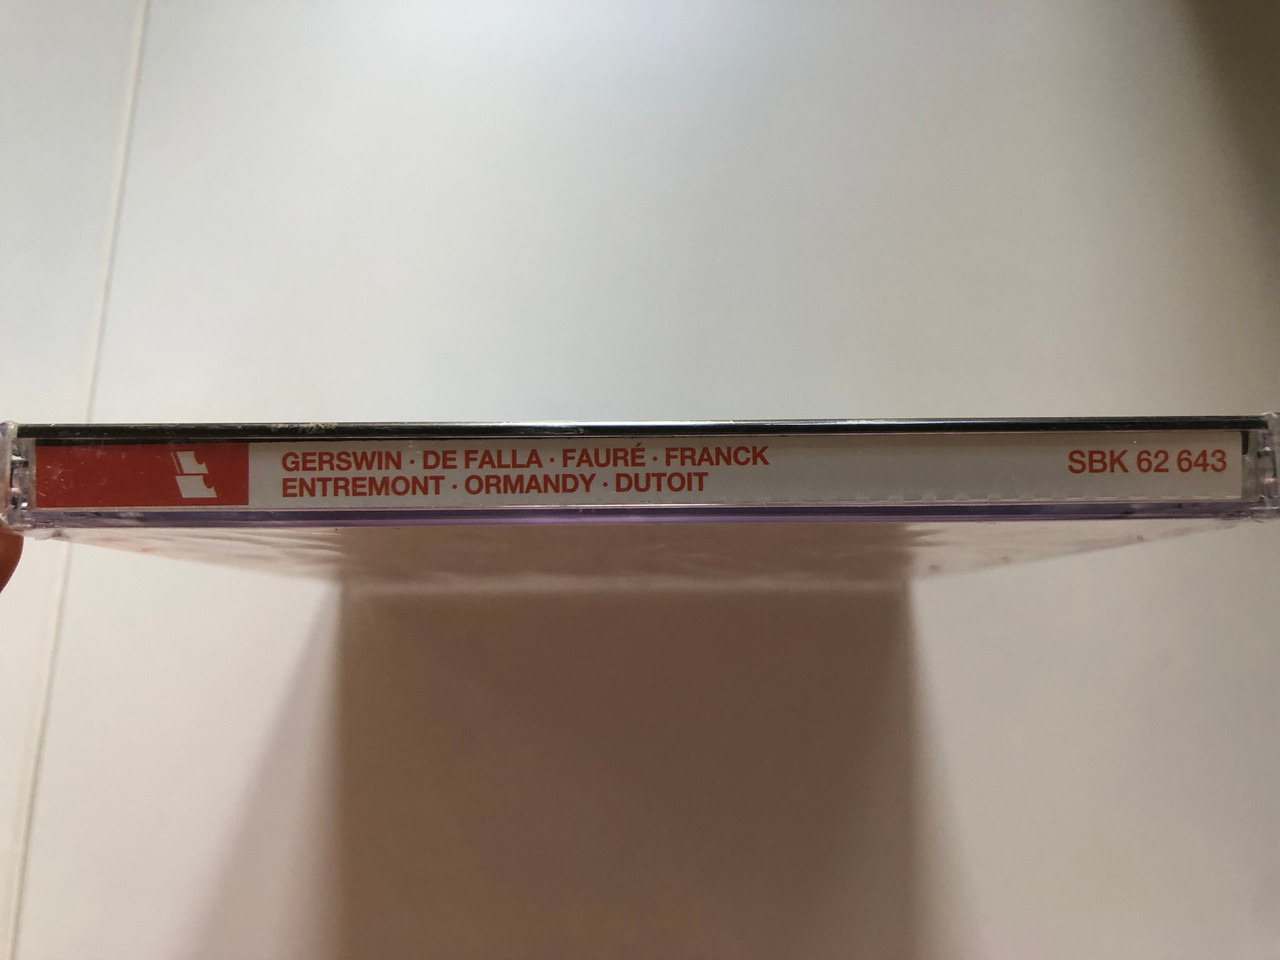 GERSWIN · DE FALLA · FAURÉ · FRANCK
ENTREMONT · ORMANDY · DUTOIT
SBK 62 643